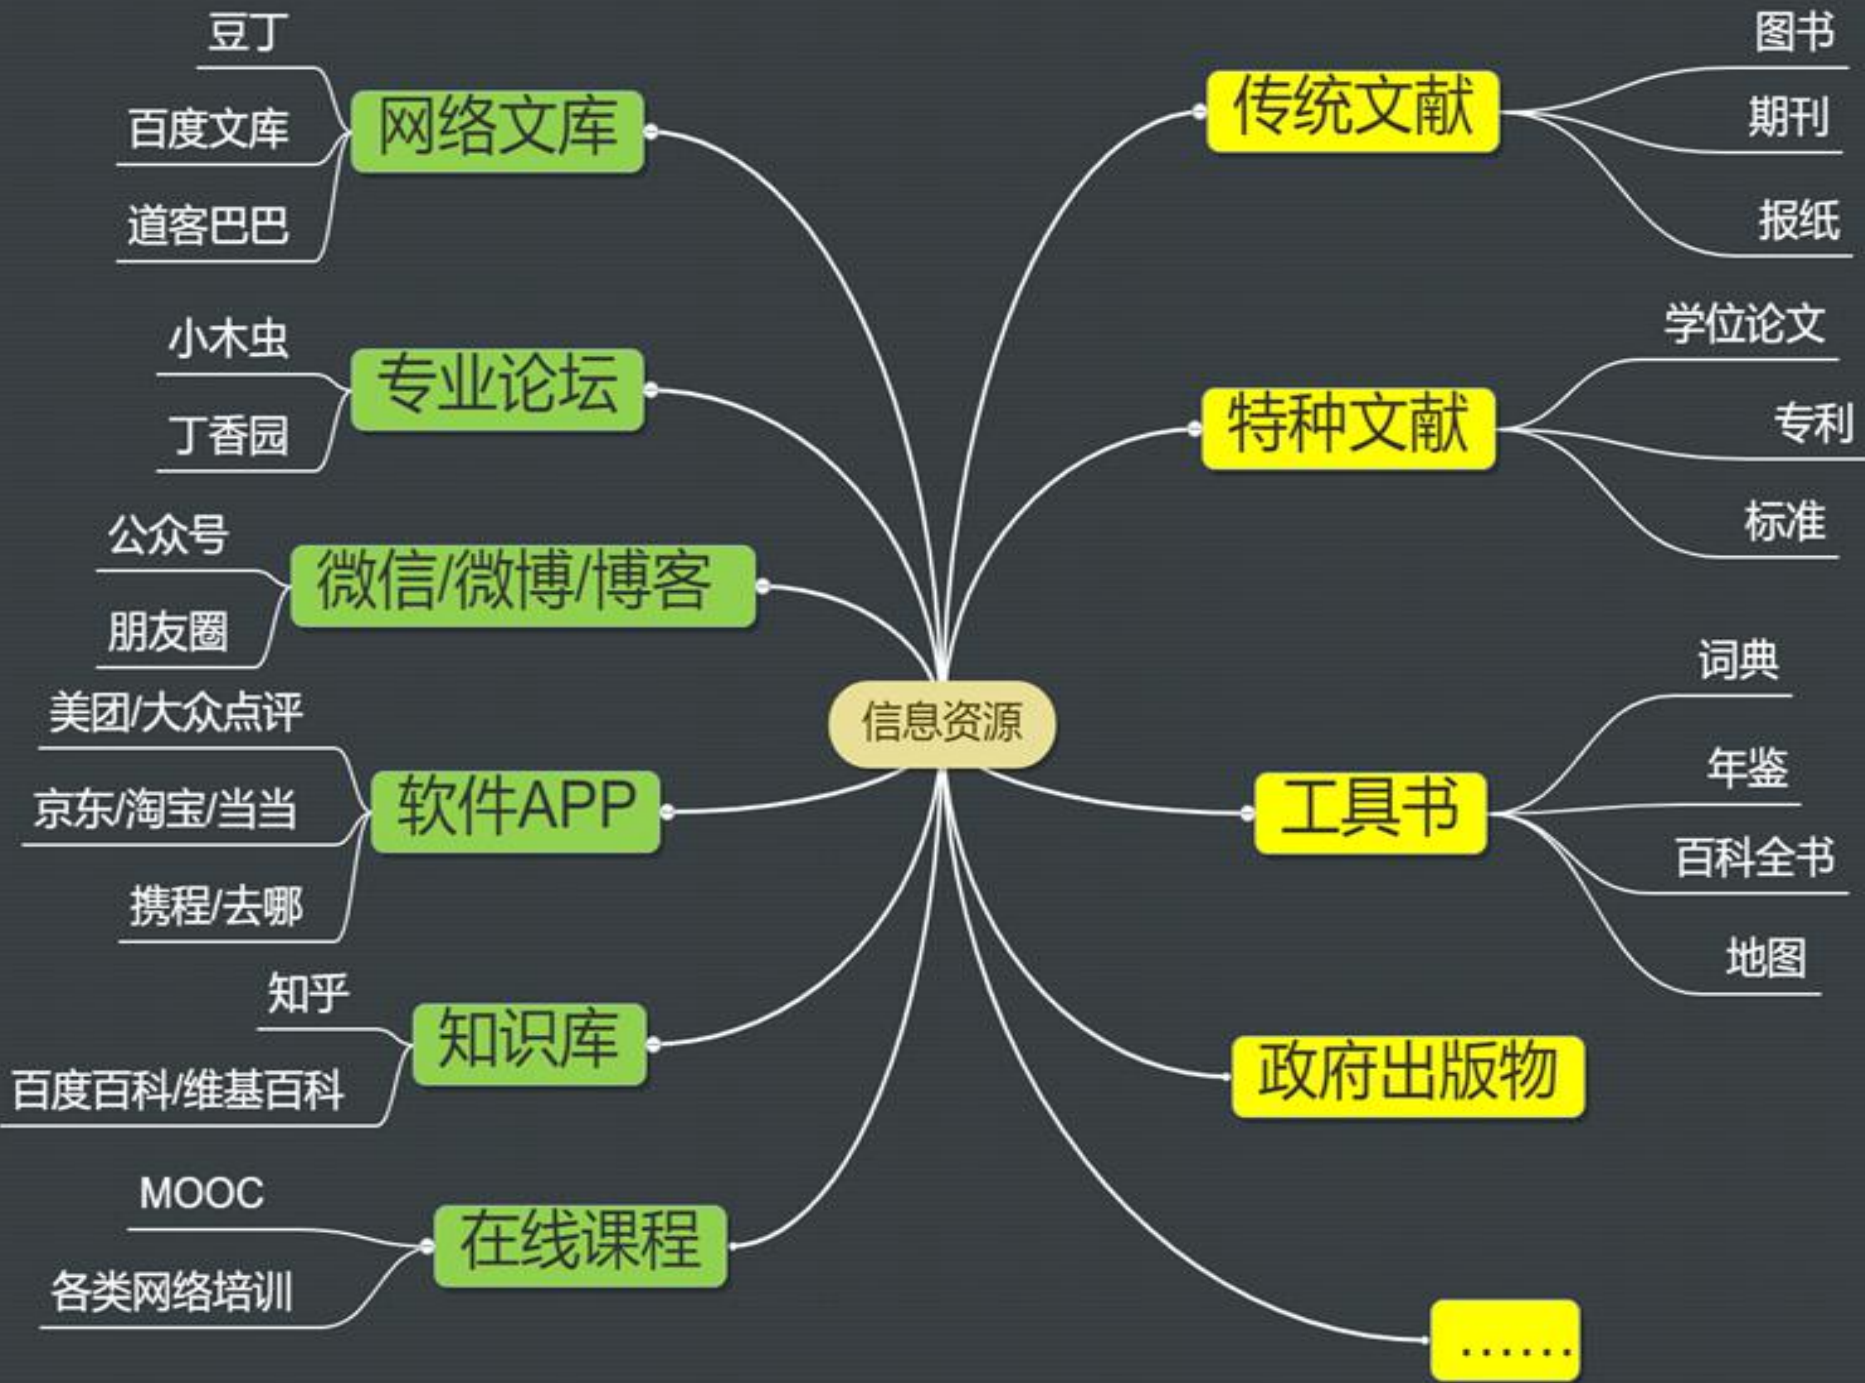 信息资源
网络文库
豆丁
百度文库
道客巴巴
专业论坛
小木虫
丁香园
微信/微博/博客
公众号
朋友圈
软件APP
美团/大众点评
京东/淘宝/当当
携程/去哪
知识库
知乎
百度百科/维基百科
在线课程
MOOC
各类网络培训
传统文献
图书
期刊
报纸
特种文献
学位论文
专利
标准
工具书
词典
年鉴
百科全书
地图
政府出版物
......